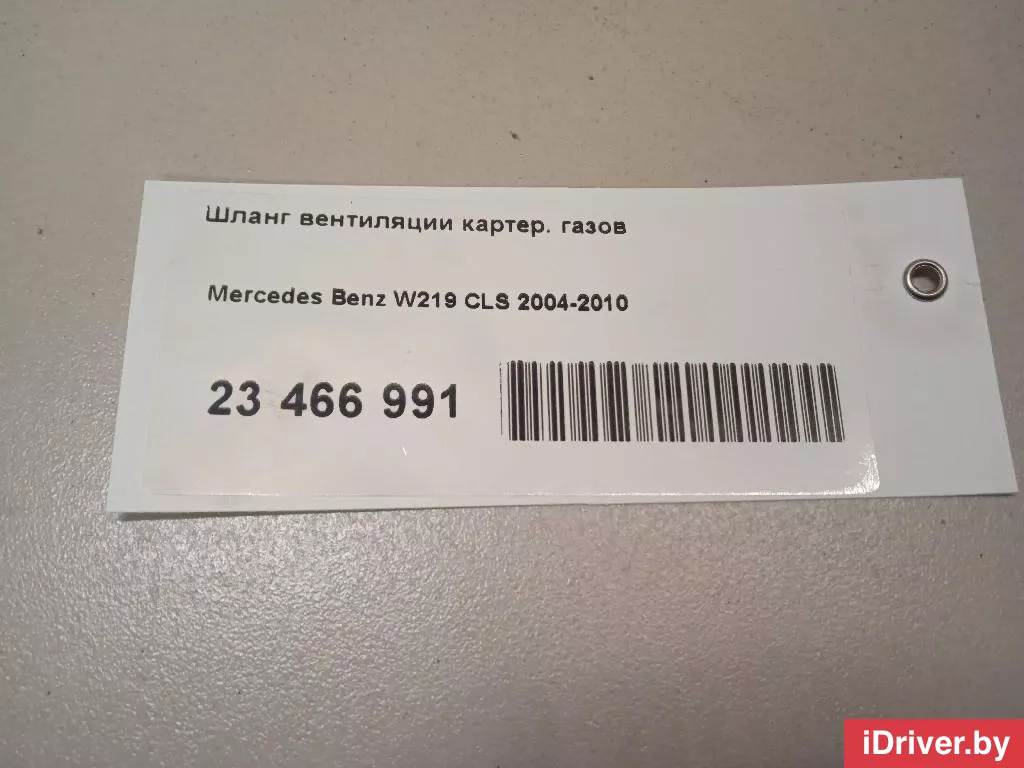 Шланг вентиляции картер. газов
Mercedes Benz W219 CLS 2004-2010
23 466 991
iDriver.by